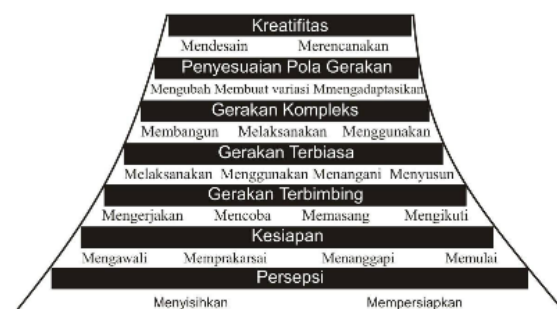 Kreatifitas
Mendesain Merencanakan
Penyesuaian Pola Gerakan
Mengubah Membuat variasi Mmengadaptasikan
Gerakan Kompleks
Membangun Melaksanakan Menggunakan
Gerakan Terbiasa
Melaksanakan Menggunakan Menangani Menyusun
Gerakan Terbimbing
Mengerjakan Mencoba Memasang Mengikuti
Kesiapan
Mengawali Memprakarsai Menanggapi Memulai
Persepsi
Menyisihkan Mempersiapkan